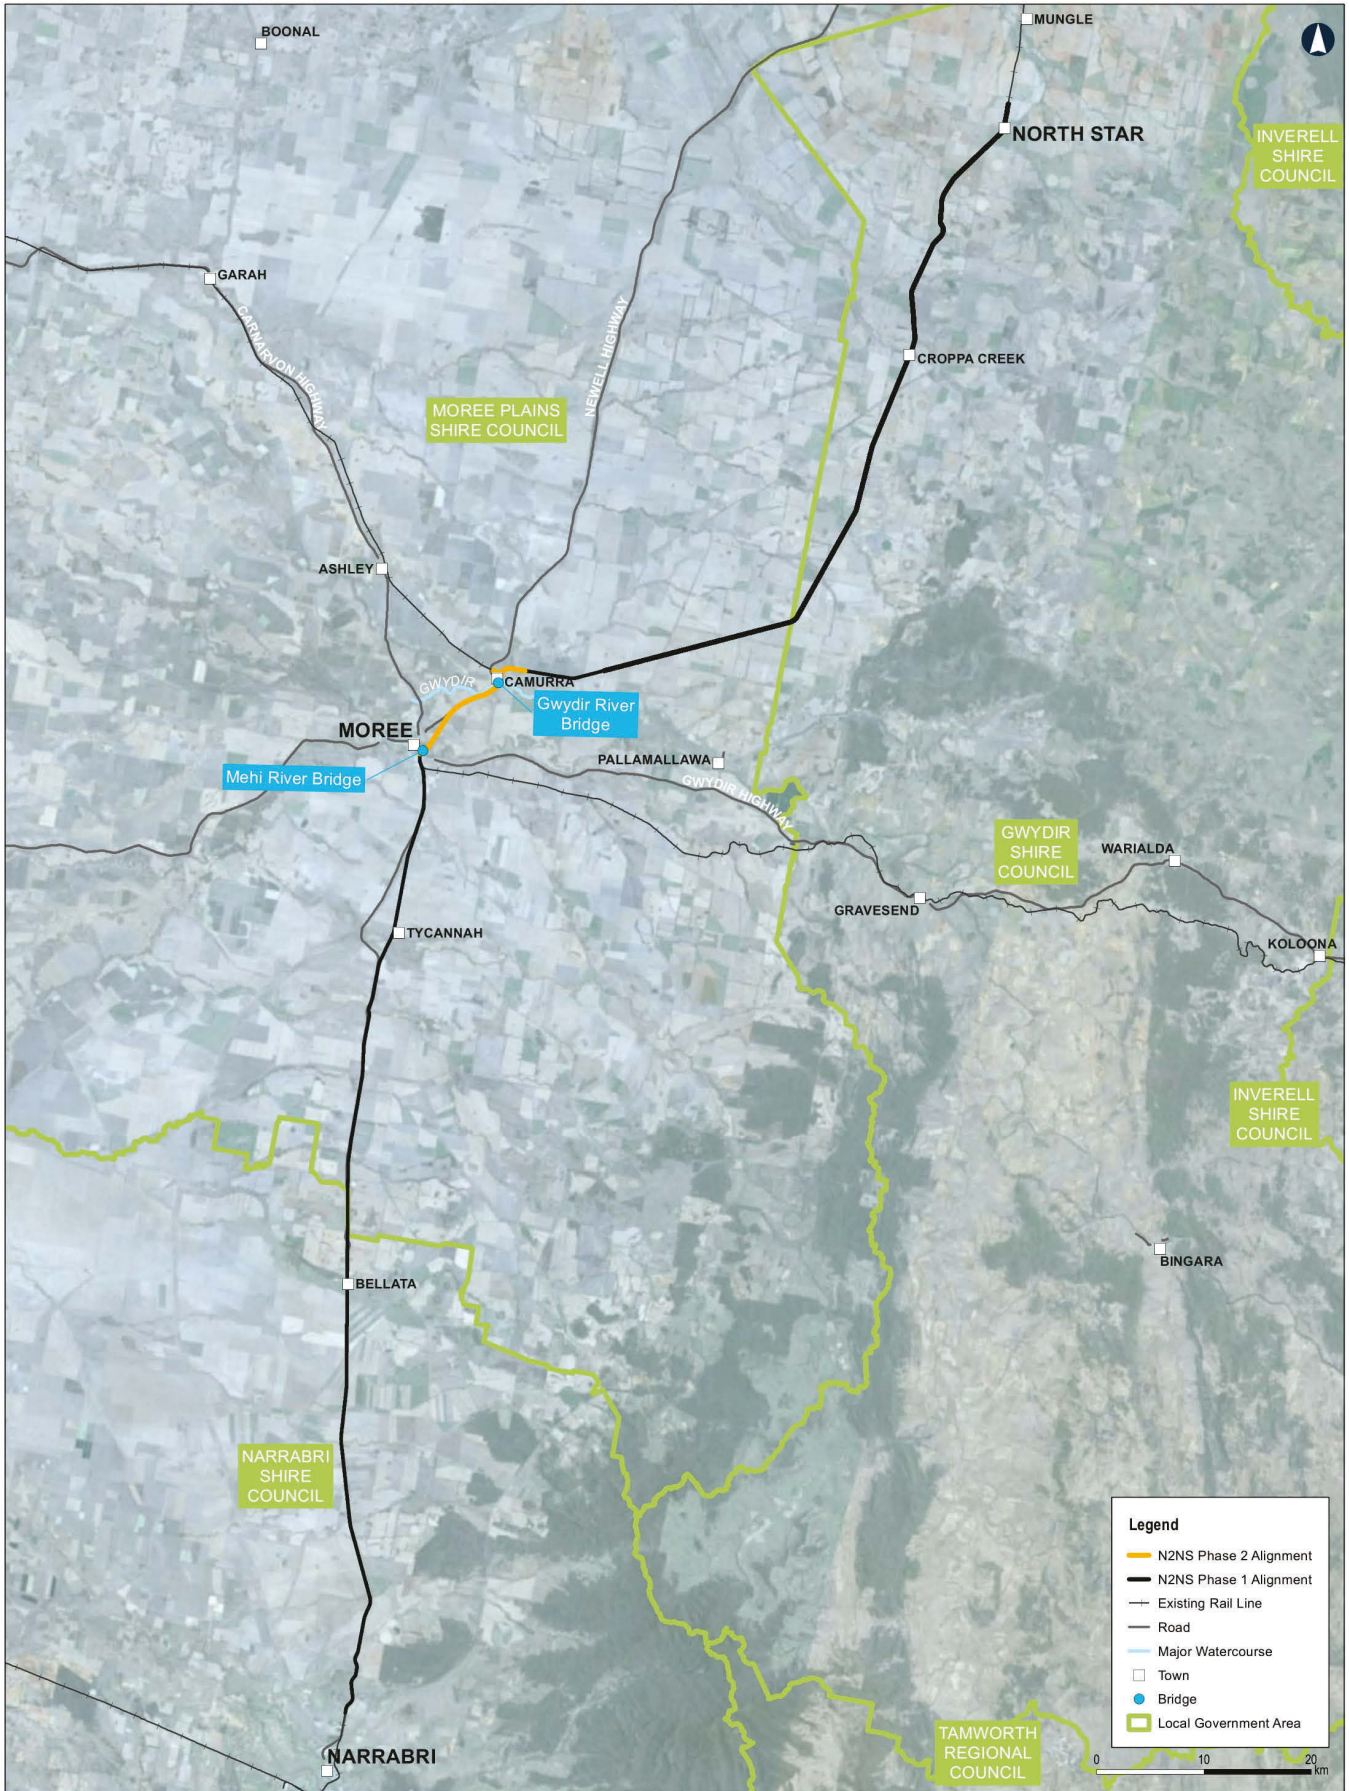 BOONAL
MUNGLE
NORTH STAR
INVERELL
SHIRE
COUNCIL
GARAH
CARNARVON HIGHWAY
NEWELL HIGHWAY
CROPPA CREEK
MOREE PLAINS
SHIRE COUNCIL
ASHLEY
GWYDIR
CAMURRA
Gwydir River
Bridge
MOREE
Mehi River Bridge
PALLAMALLAWA
GWYDIR HIGHWAY
GWYDIR
SHIRE
COUNCIL
WARIALDA
GRAVESEND
TYCANNAH
KOLOONA
INVERELL
SHIRE
COUNCIL
BINGARA
BELLATA
NARRABRI
SHIRE
COUNCIL
Legend
N2NS Phase 2 Alignment
N2NS Phase 1 Alignment
Existing Rail Line
Road
Major Watercourse
Town
Bridge
Local Government Area
TAMWORTH
REGIONAL
COUNCIL
NARRABRI
0 10 20
km